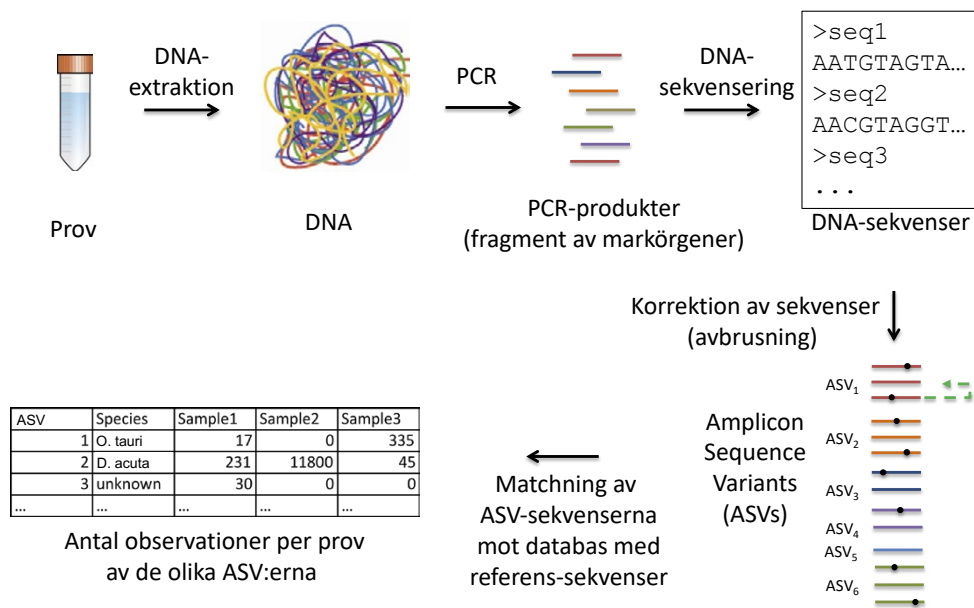 DNA-
extraktion
PCR
DNA-
sekvensering
>seq1
AATGTAGTA…
>seq2
AACGTAGGT…
>seq3
...
Prov
DNA
PCR-produkter
(fragment av markörgener)
DNA-sekvenser
Korrektion av sekvenser
(avbrusning)
ASV1
ASV2
ASV3
ASV4
ASV5
ASV6
Amplicon
Sequence
Variants
(ASVs)
Matchning av
ASV-sekvenserna
mot databas med
referens-sekvenser
ASV Species Sample1 Sample2 Sample3
1 O. tauri 17 0 335
2 D. acuta 231 11800 45
3 unknown 30 0 0
... ... ... ... ...
Antal observationer per prov
av de olika ASV:erna